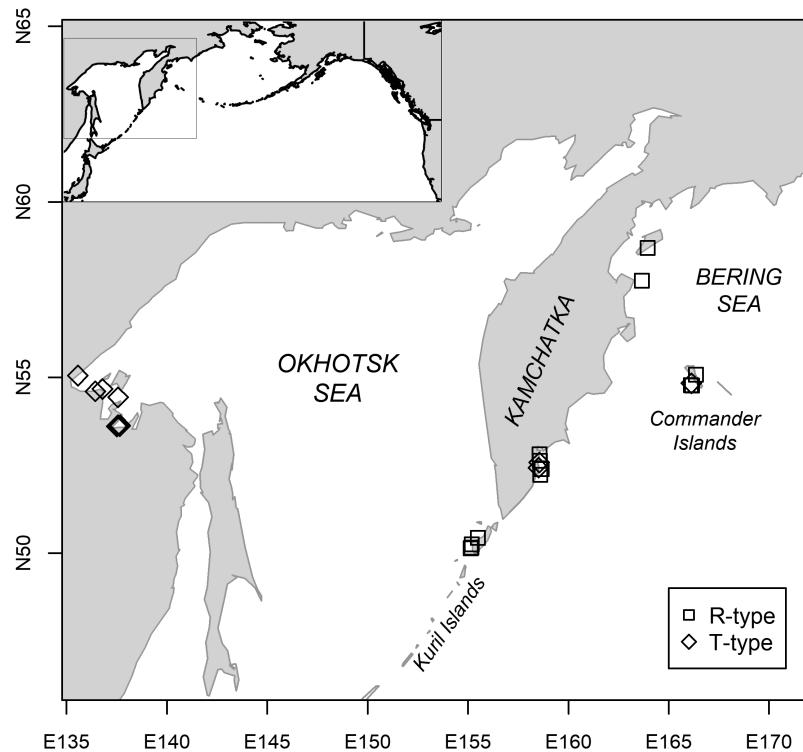 N65
N60
N55
N50
BERING
SEA
OKHOTSK
SEA
KAMCHATKA
Commander
Islands
Kuril Islands
R-type
T-type
E135 E140 E145 E150 E155 E160 E165 E170